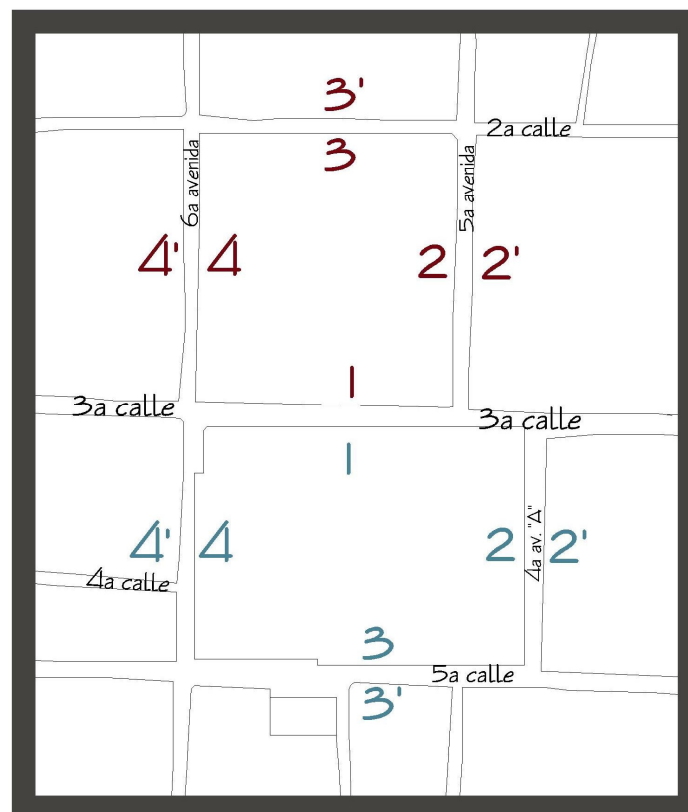 3'
2a calle
3
6a avenida
5a avenida
4' 4 2 2'
1
3a calle
3a calle
1
4' 4 2 2'
4a av. "A"
4a calle
3
5a calle
3'